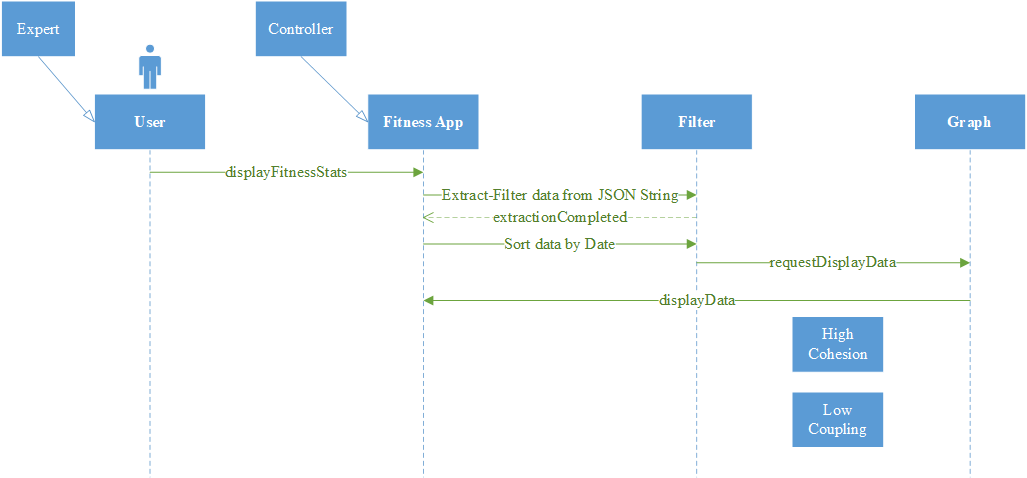 Expert
Controller
User
Fitness App
Filter
Graph
displayFitnessStats
Extract-Filter data from JSON String
extractionCompleted
Sort data by Date
requestDisplayData
displayData
High
Cohesion
Low
Coupling